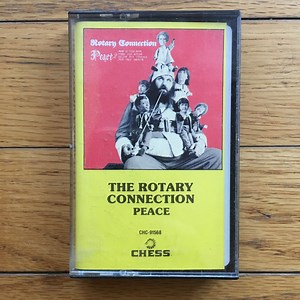 Rotary Connection
Peace
THE ROTARY
CONNECTION
PEACE
CHC-91568
CHESS